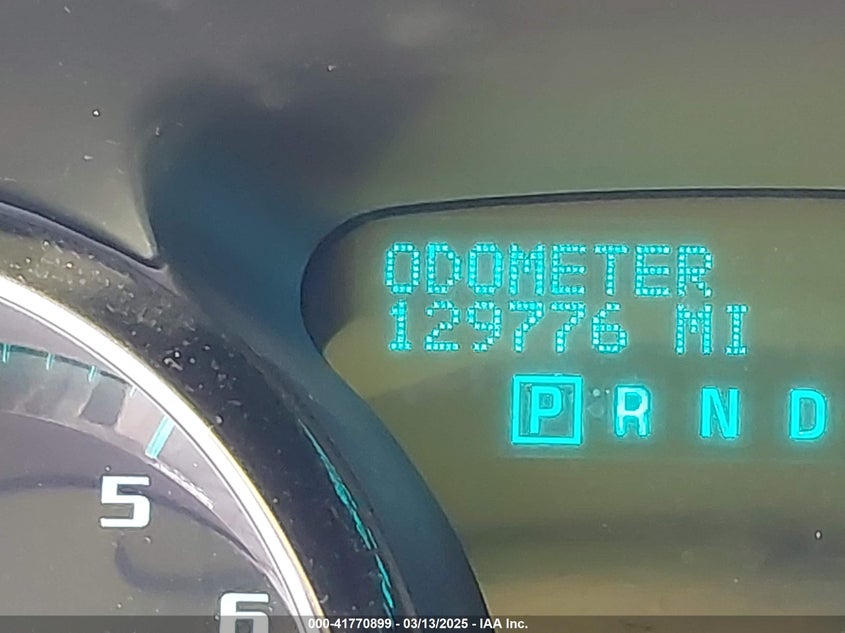 ODOMETER
129776 MI
P R N D
5
6
000-41770899 - 03/13/2025 - IAA Inc.